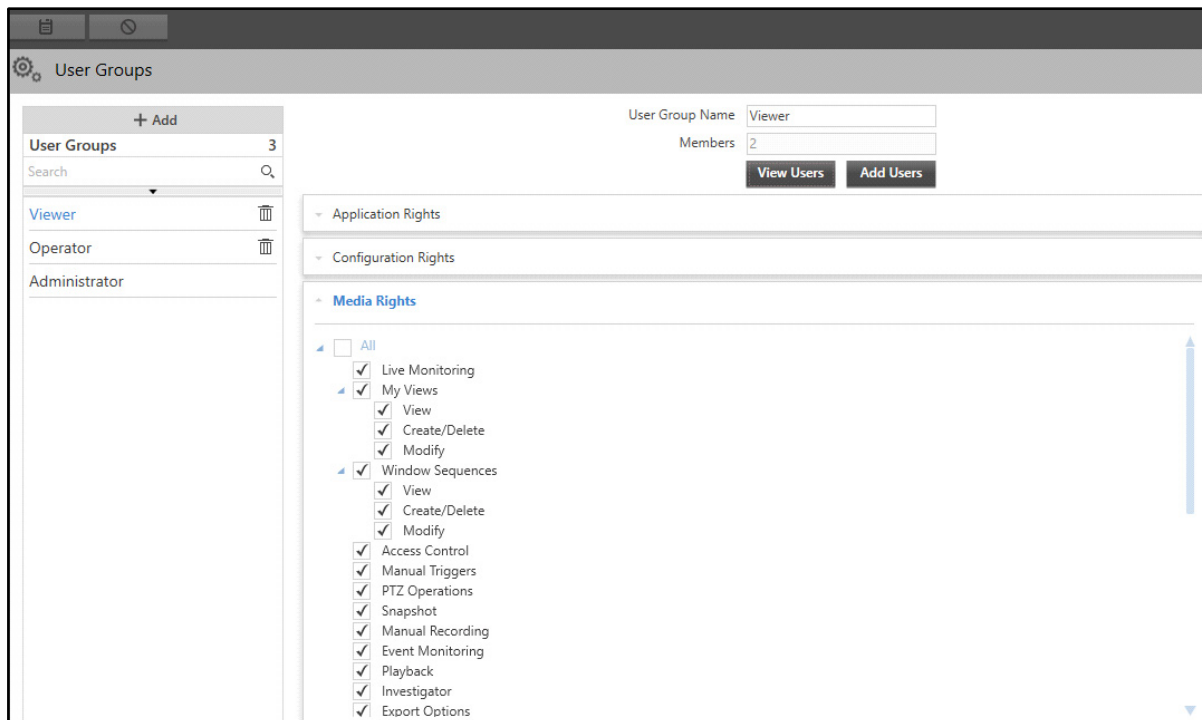 User Groups
+ Add
User Groups 3
Search
Viewer
Operator
Administrator
User Group Name Viewer
Members 2
View Users Add Users
Application Rights
Configuration Rights
Media Rights
All
Live Monitoring
My Views
View
Create/Delete
Modify
Window Sequences
View
Create/Delete
Modify
Access Control
Manual Triggers
PTZ Operations
Snapshot
Manual Recording
Event Monitoring
Playback
Investigator
Export Options